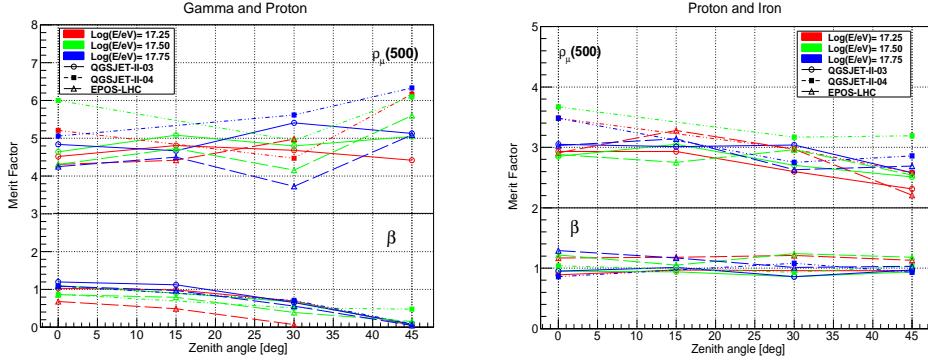 Gamma and Proton
Merit Factor
8
7
6
5
4
3
2
1
0
Log(E/eV)= 17.25
Log(E/eV)= 17.50
Log(E/eV)= 17.75
QGSJET-II-03
QGSJET-II-04
EPOS-LHC
ρμ(500)
β
0 5 10 15 20 25 30 35 40 45
Zenith angle [deg]
Proton and Iron
Merit Factor
5
4
3
2
1
0
ρμ(500)
Log(E/eV)= 17.25
Log(E/eV)= 17.50
Log(E/eV)= 17.75
QGSJET-II-03
QGSJET-II-04
EPOS-LHC
β
0 5 10 15 20 25 30 35 40 45
Zenith angle [deg]